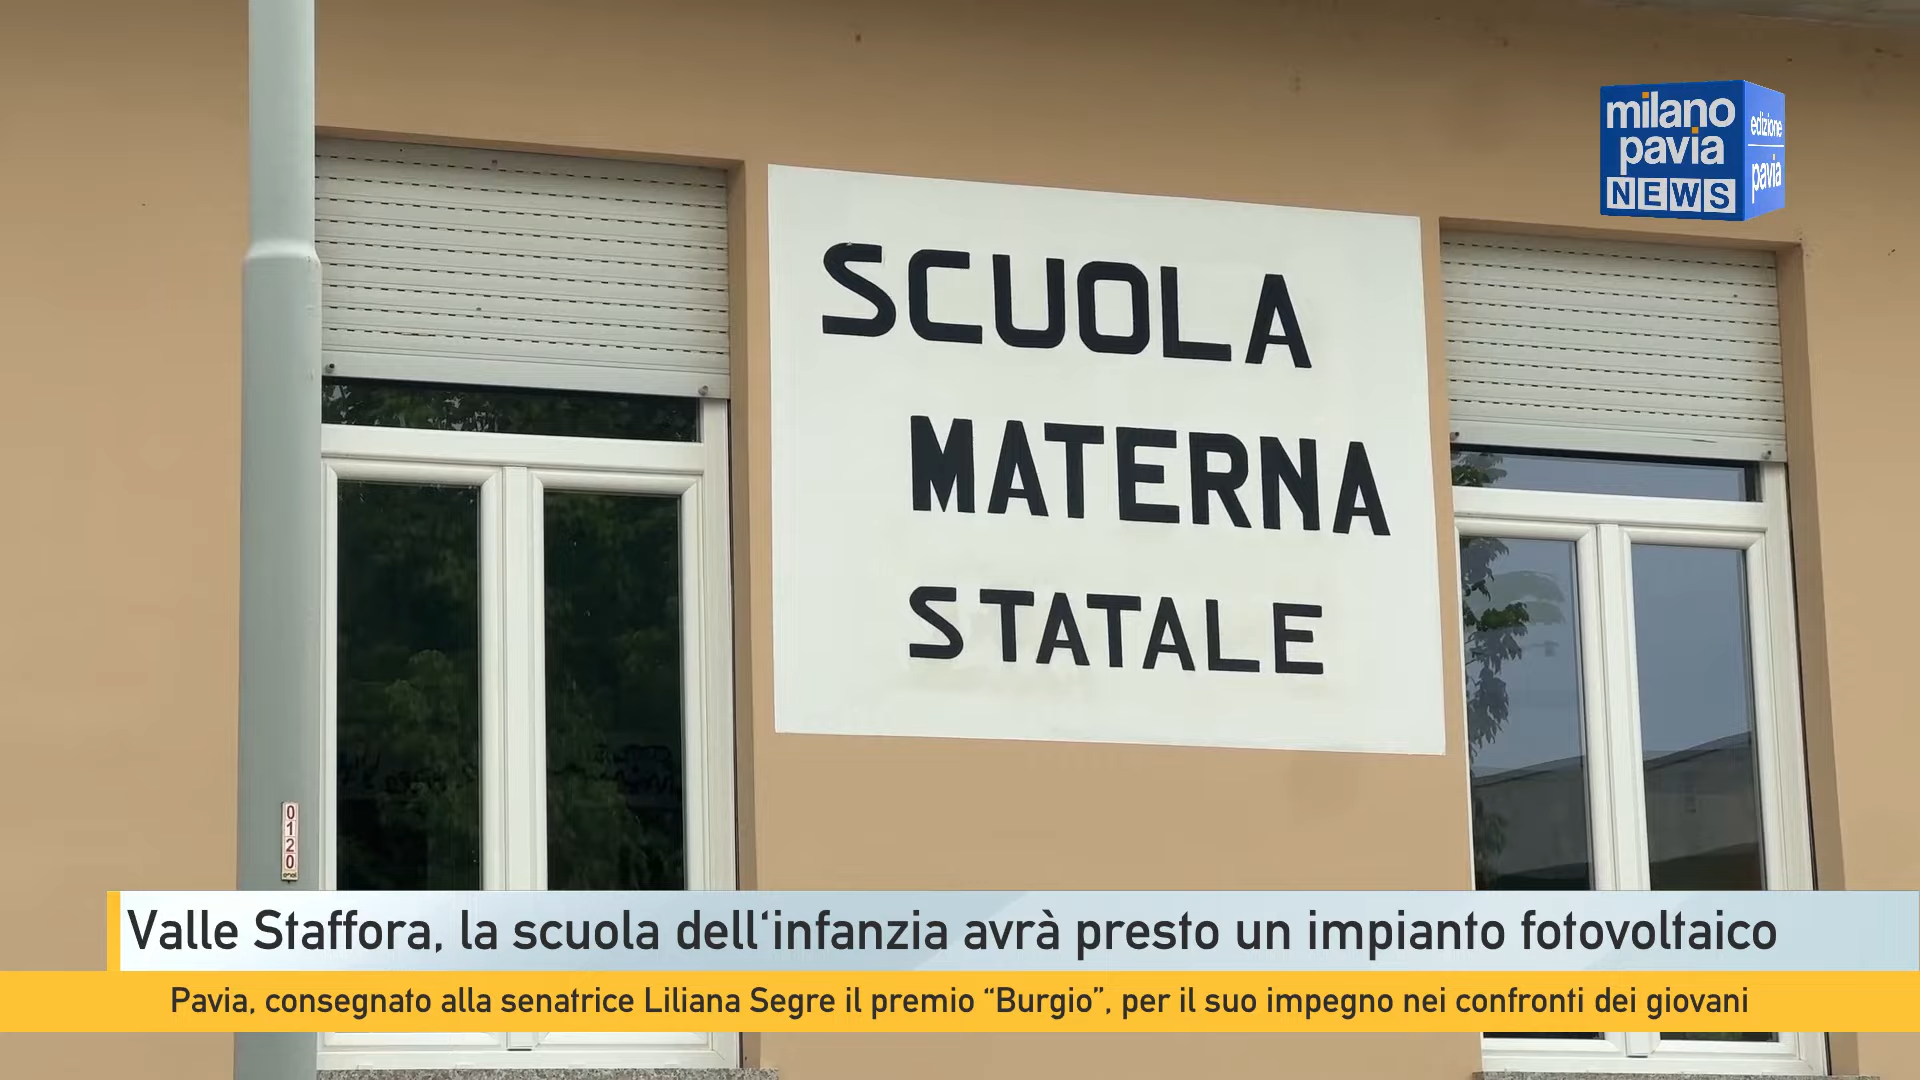 milano
pavia
NEWS
edizione
pavia
SCUOLA
MATERNA
STATALE
0120
enel
Valle Staffora, la scuola dell‘infanzia avrà presto un impianto fotovoltaico
Pavia, consegnato alla senatrice Liliana Segre il premio “Burgio”, per il suo impegno nei confronti dei giovani